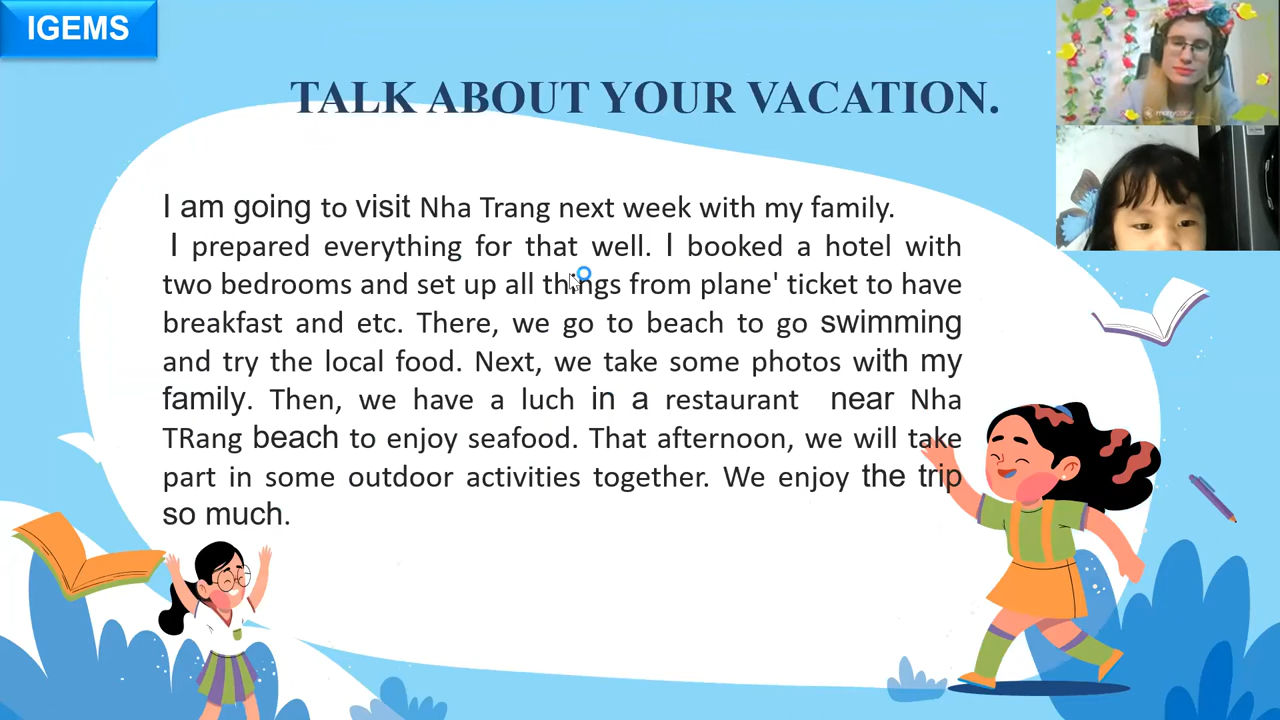 IGEMS
TALK ABOUT YOUR VACATION.
I am going to visit Nha Trang next week with my family.
I prepared everything for that well. I booked a hotel with
two bedrooms and set up all things from plane' ticket to have
breakfast and etc. There, we go to beach to go swimming
and try the local food. Next, we take some photos with my
family. Then, we have a luch in a restaurant near Nha
TRang beach to enjoy seafood. That afternoon, we will take
part in some outdoor activities together. We enjoy the trip
so much.